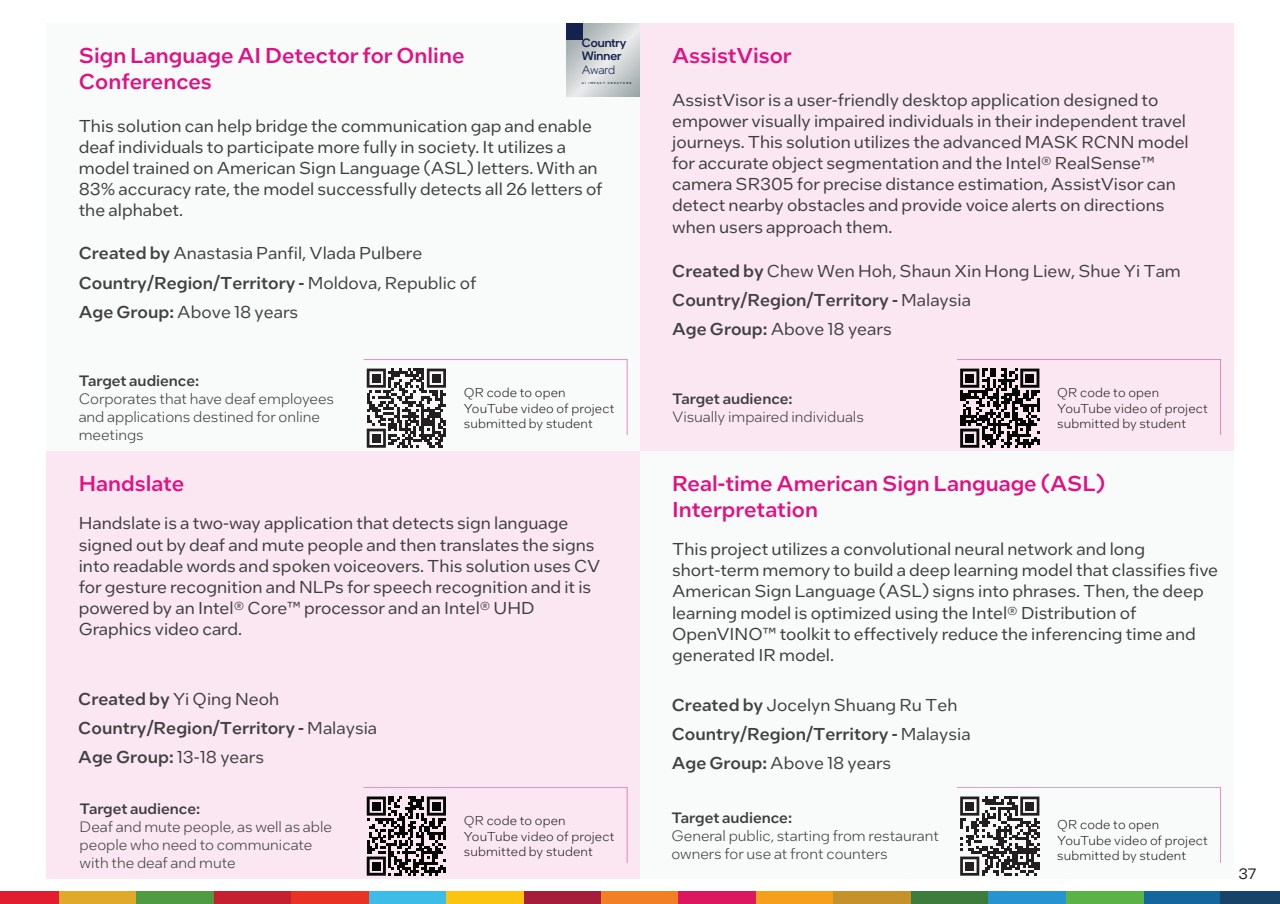 Sign Language AI Detector for Online
Conferences
Country
Winner
Award
AI IMPACT CREATORS
This solution can help bridge the communication gap and enable
deaf individuals to participate more fully in society. It utilizes a
model trained on American Sign Language (ASL) letters. With an
83% accuracy rate, the model successfully detects all 26 letters of
the alphabet.
Created by Anastasia Panfil, Vlada Pulbere
Country/Region/Territory - Moldova, Republic of
Age Group: Above 18 years
Target audience:
Corporates that have deaf employees
and applications destined for online
meetings
QR code to open
YouTube video of project
submitted by student
AssistVisor
AssistVisor is a user-friendly desktop application designed to
empower visually impaired individuals in their independent travel
journeys. This solution utilizes the advanced MASK RCNN model
for accurate object segmentation and the Intel® RealSense™
camera SR305 for precise distance estimation, AssistVisor can
detect nearby obstacles and provide voice alerts on directions
when users approach them.
Created by Chew Wen Hoh, Shaun Xin Hong Liew, Shue Yi Tam
Country/Region/Territory - Malaysia
Age Group: Above 18 years
Target audience:
Visually impaired individuals
QR code to open
YouTube video of project
submitted by student
Handslate
Handslate is a two-way application that detects sign language
signed out by deaf and mute people and then translates the signs
into readable words and spoken voiceovers. This solution uses CV
for gesture recognition and NLPs for speech recognition and it is
powered by an Intel® Core™ processor and an Intel® UHD
Graphics video card.
Created by Yi Qing Neoh
Country/Region/Territory - Malaysia
Age Group: 13-18 years
Target audience:
Deaf and mute people, as well as able
people who need to communicate
with the deaf and mute
QR code to open
YouTube video of project
submitted by student
Real-time American Sign Language (ASL)
Interpretation
This project utilizes a convolutional neural network and long
short-term memory to build a deep learning model that classifies five
American Sign Language (ASL) signs into phrases. Then, the deep
learning model is optimized using the Intel® Distribution of
OpenVINO™ toolkit to effectively reduce the inferencing time and
generated IR model.
Created by Jocelyn Shuang Ru Teh
Country/Region/Territory - Malaysia
Age Group: Above 18 years
Target audience:
General public, starting from restaurant
owners for use at front counters
QR code to open
YouTube video of project
submitted by student
37